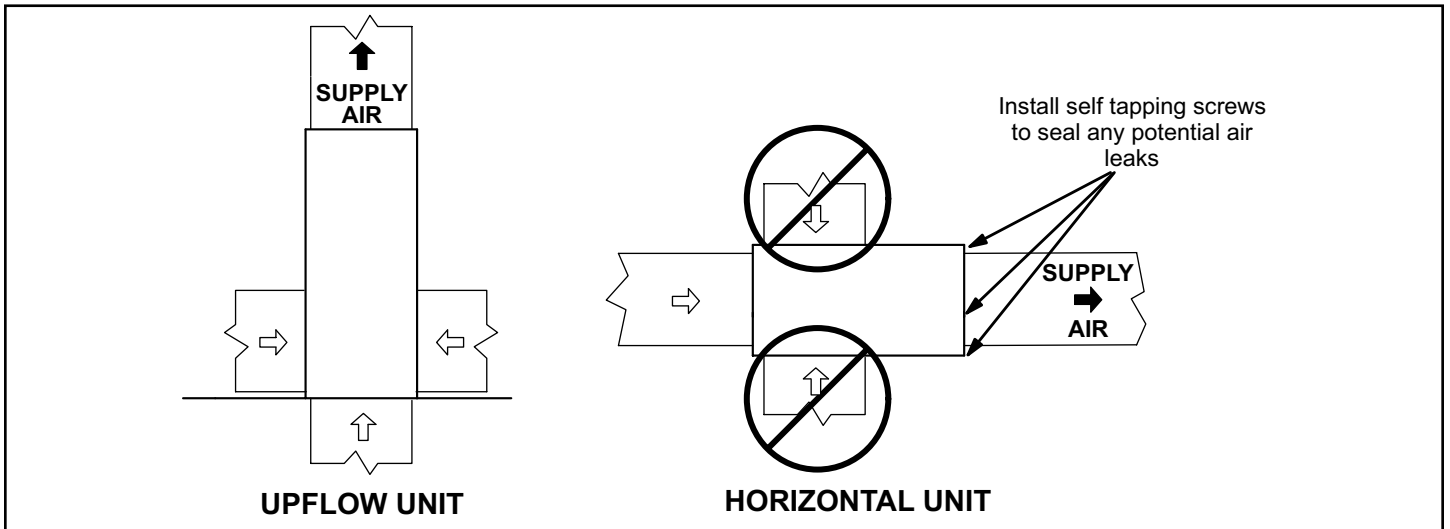 SUPPLY
AIR
UPFLOW UNIT
Install self tapping screws
to seal any potential air
leaks
SUPPLY
AIR
HORIZONTAL UNIT